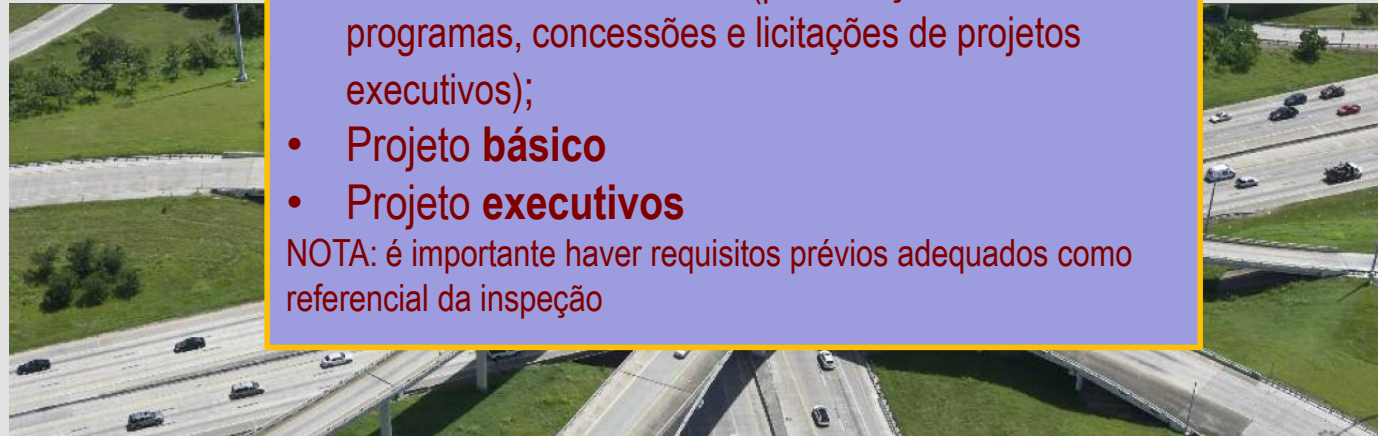 programas, concessões e licitações de projetos
executivos);
• Projeto básico
• Projeto executivos
NOTA: é importante haver requisitos prévios adequados como
referencial da inspeção